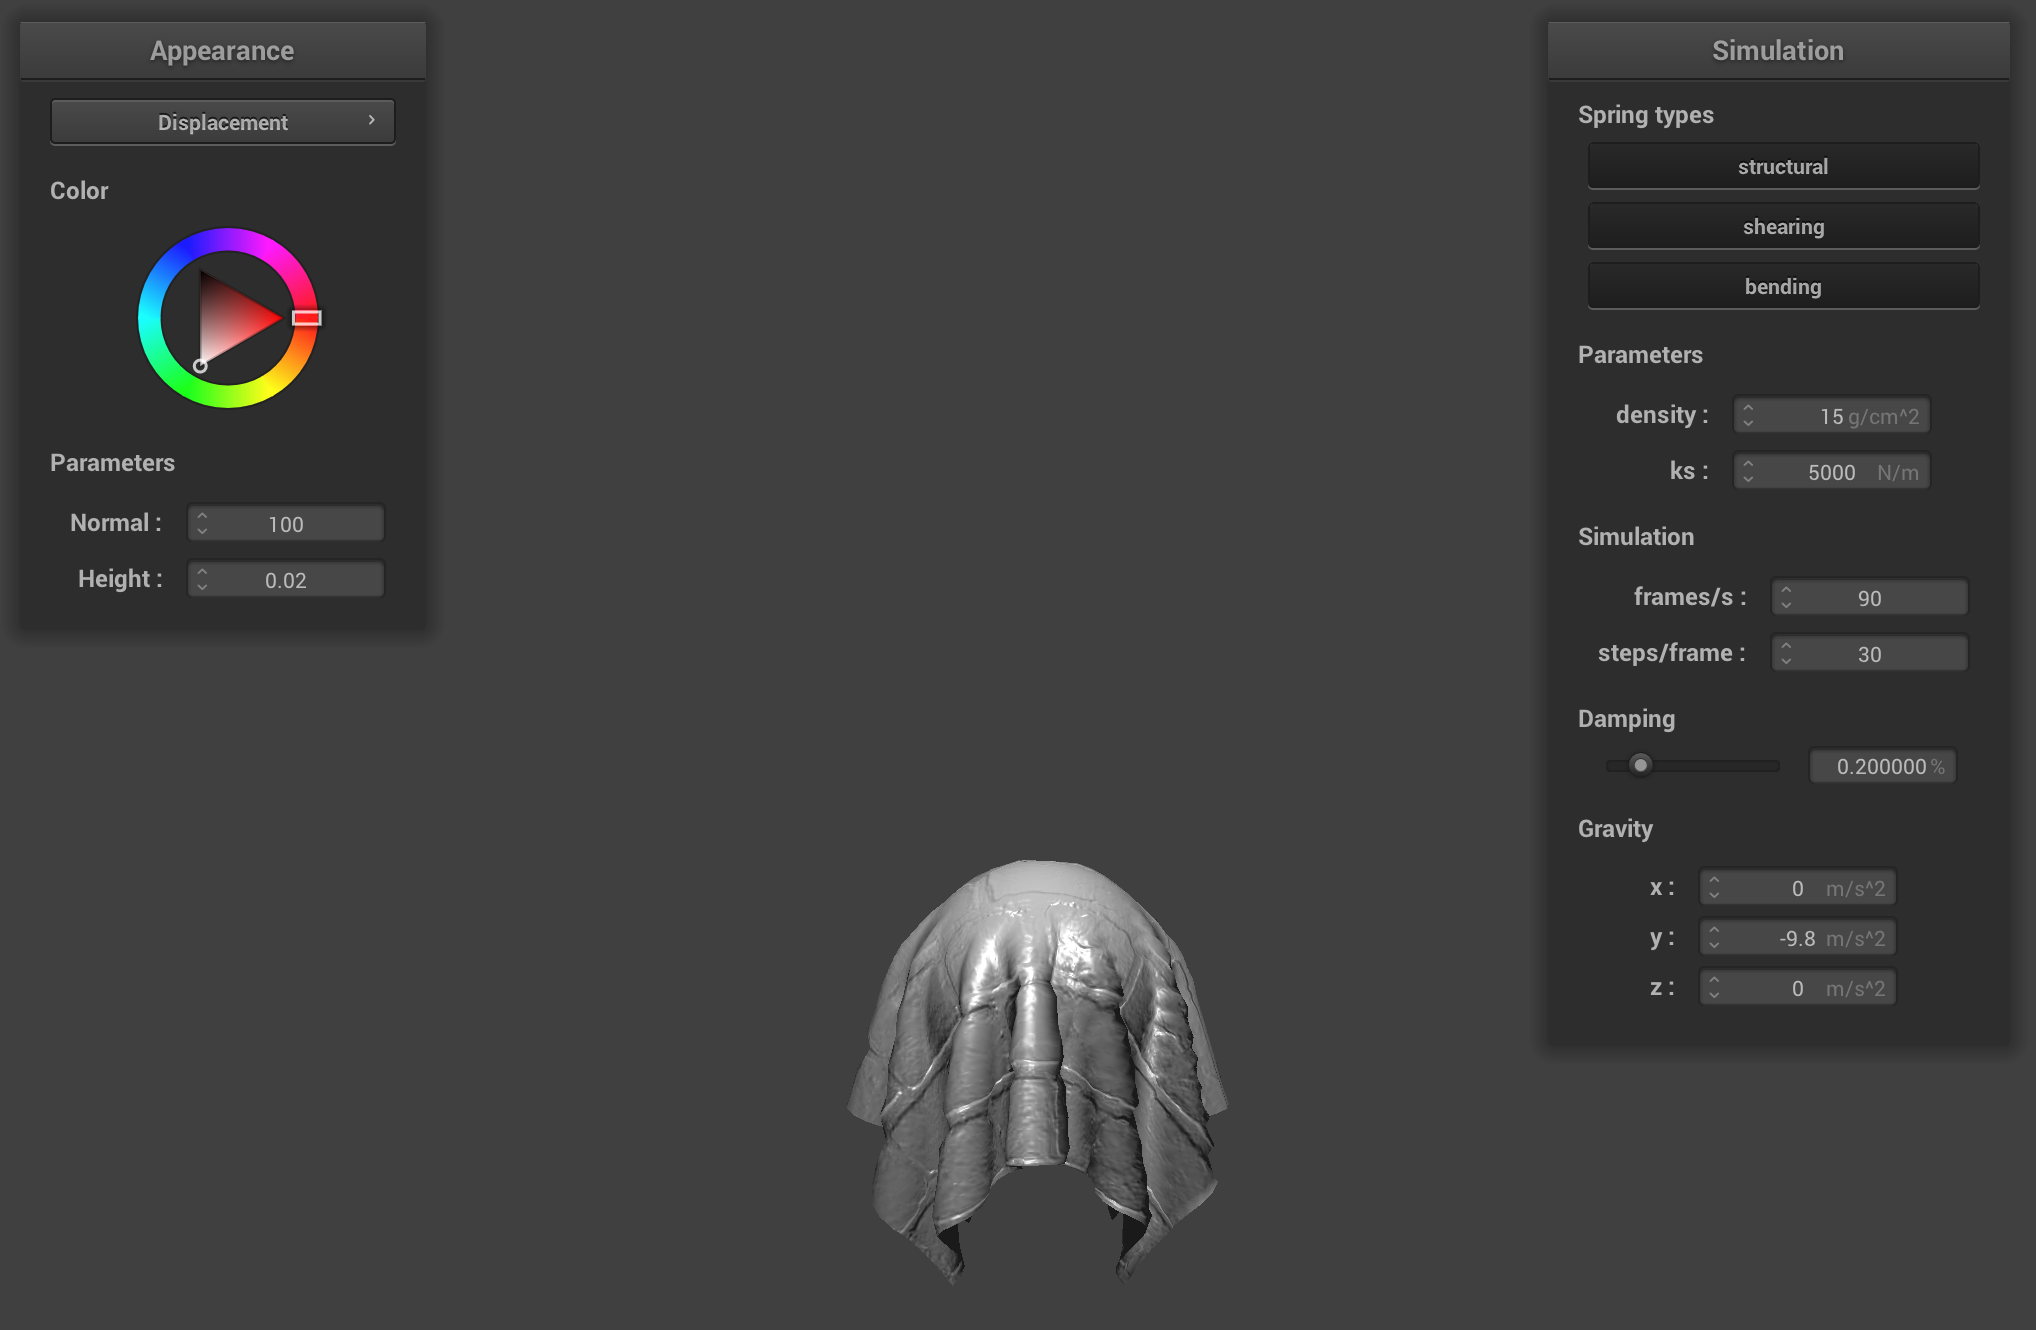 Appearance
Displacement
Color
Parameters
Normal : 100
Height : 0.02
Simulation
Spring types
structural
shearing
bending
Parameters
density : 15 g/cm^2
ks : 5000 N/m
Simulation
frames/s : 90
steps/frame : 30
Damping
0.200000 %
Gravity
x : 0 m/s^2
y : -9.8 m/s^2
z : 0 m/s^2